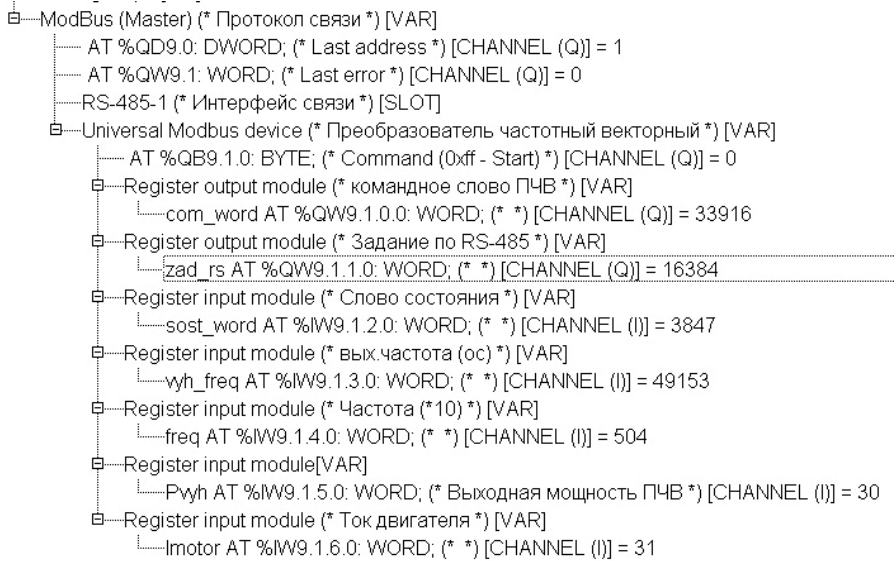 ModBus (Master) (* Протокол связи *) [VAR]
AT %QD9.0: DWORD; (* Last address *) [CHANNEL (Q)] = 1
AT %QW9.1: WORD; (* Last error *) [CHANNEL (Q)] = 0
RS-485-1 (* Интерфейс связи *) [SLOT]
Universal Modbus device (* Преобразователь частотный векторный *) [VAR]
AT %QB9.1.0: BYTE; (* Command (0xff - Start) *) [CHANNEL (Q)] = 0
Register output module (* командное слово ПЧВ *) [VAR]
com_word AT %QW9.1.0.0: WORD; (* *) [CHANNEL (Q)] = 33916
Register output module (* Задание по RS-485 *) [VAR]
zad_rs AT %QW9.1.1.0: WORD; (* *) [CHANNEL (Q)] = 16384
Register input module (* Слово состояния *) [VAR]
sost_word AT %IW9.1.2.0: WORD; (* *) [CHANNEL (I)] = 3847
Register input module (* вых.частота (ос) *) [VAR]
vyh_freq AT %IW9.1.3.0: WORD; (* *) [CHANNEL (I)] = 49153
Register input module (* Частота (*10) *) [VAR]
freq AT %IW9.1.4.0: WORD; (* *) [CHANNEL (I)] = 504
Register input module[VAR]
Pvyh AT %IW9.1.5.0: WORD; (* Выходная мощность ПЧВ *) [CHANNEL (I)] = 30
Register input module (* Ток двигателя *) [VAR]
Imotor AT %IW9.1.6.0: WORD; (* *) [CHANNEL (I)] = 31